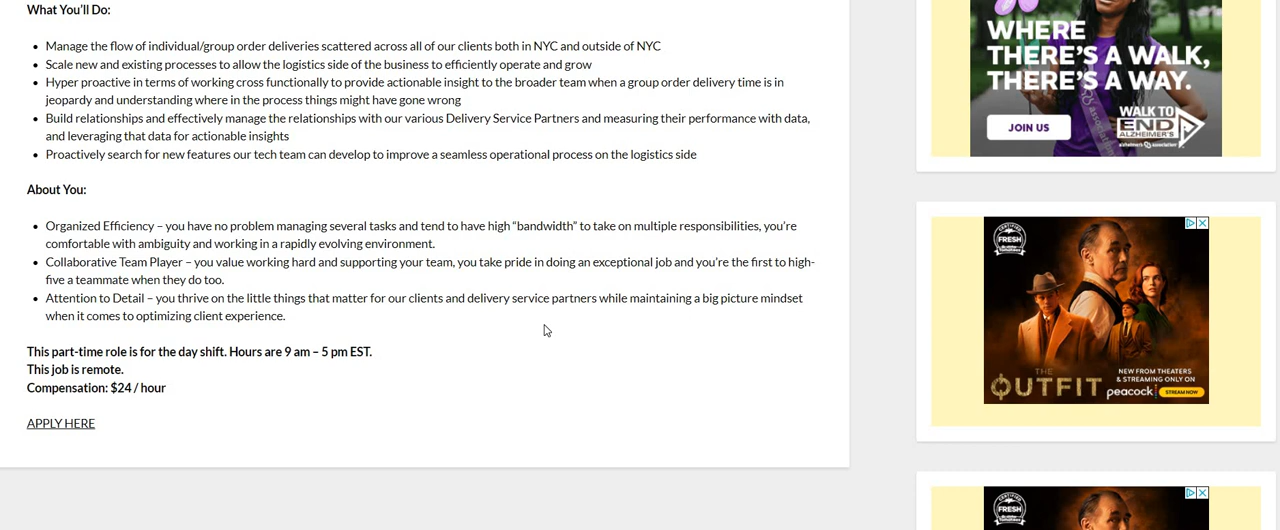 What You'll Do:
• Manage the flow of individual/group order deliveries scattered across all of our clients both in NYC and outside of NYC
• Scale new and existing processes to allow the logistics side of the business to efficiently operate and grow
• Hyper proactive in terms of working cross functionally to provide actionable insight to the broader team when a group order delivery time is in
jeopardy and understanding where in the process things might have gone wrong
• Build relationships and effectively manage the relationships with our various Delivery Service Partners and measuring their performance with data,
and leveraging that data for actionable insights
• Proactively search for new features our tech team can develop to improve a seamless operational process on the logistics side
About You:
• Organized Efficiency – you have no problem managing several tasks and tend to have high “bandwidth” to take on multiple responsibilities, you’re
comfortable with ambiguity and working in a rapidly evolving environment.
• Collaborative Team Player – you value working hard and supporting your team, you take pride in doing an exceptional job and you’re the first to high-
five a teammate when they do too.
• Attention to Detail – you thrive on the little things that matter for our clients and delivery service partners while maintaining a big picture mindset
when it comes to optimizing client experience.
This part-time role is for the day shift. Hours are 9 am – 5 pm EST.
This job is remote.
Compensation: $24 / hour
APPLY HERE
WHERE
THERE’S A WALK,
THERE’S A WAY.
JOIN US
WALK TO
END
ALZHEIMER’S
alzheimer’s association
CERTIFIED
FRESH
THE
OUTFIT
NEW FROM THEATERS
& STREAMING ONLY ON
peacock
STREAM NOW
CERTIFIED
FRESH